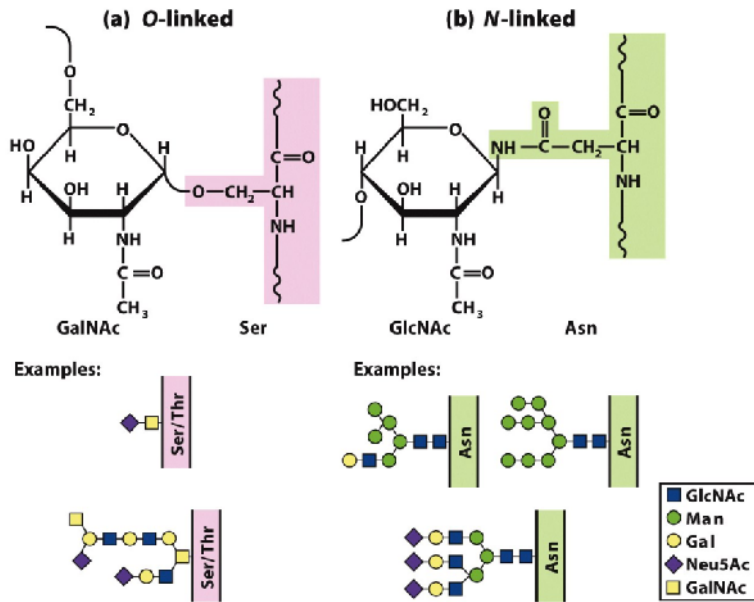 (a) O-linked
(b) N-linked
O
CH₂
O
H
HO
OH
H
H
H
H
H
NH
C=O
CH₃
O—CH₂—CH
C=O
NH
GalNAc
Ser
HOCH₂
O
H
H
OH
H
H
H
O
NH
C=O
CH₃
NH—C—CH₂—CH
O
C=O
NH
GlcNAc
Asn
Examples:
Ser/Thr
Ser/Thr
Examples:
Asn
Asn
Asn
GlcNAc
Man
Gal
Neu5Ac
GalNAc